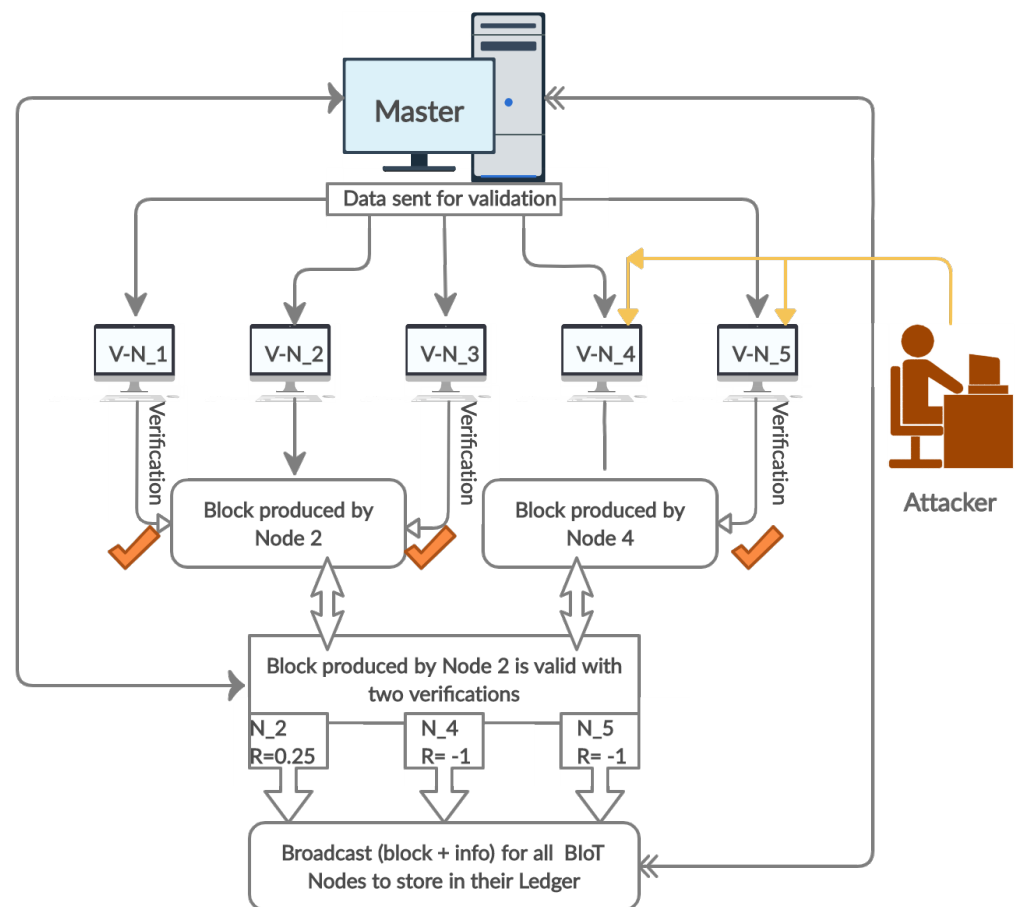 Master
Data sent for validation
V-N_1
V-N_2
V-N_3
V-N_4
V-N_5
Verification
Verification
Verification
Attacker
Block produced by
Node 2
Block produced by
Node 4
Block produced by Node 2 is valid with
two verifications
N_2
R=0.25
N_4
R= -1
N_5
R= -1
Broadcast (block + info) for all BIoT
Nodes to store in their Ledger